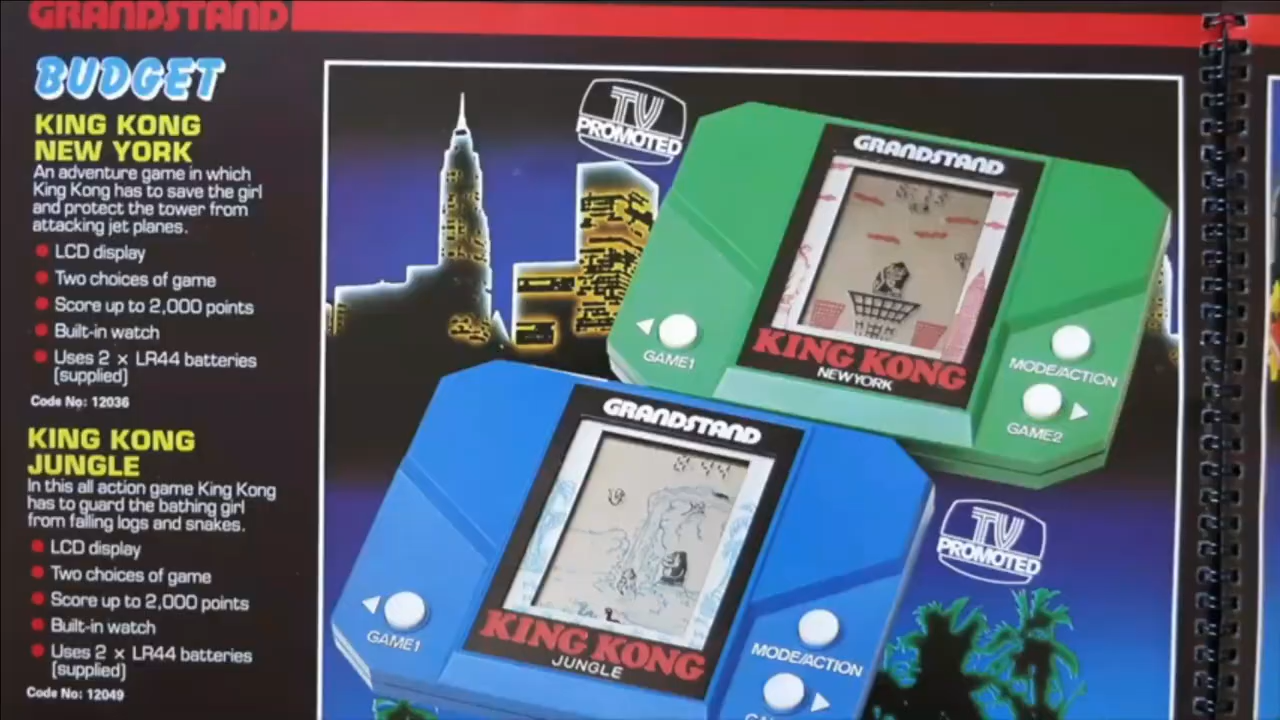 GRANDSTAND
BUDGET
KING KONG
NEW YORK
An adventure game in which
King Kong has to save the girl
and protect the tower from
attacking jet planes.
LCD display
Two choices of game
Score up to 2,000 points
Built-in watch
Uses 2 x LR44 batteries
(supplied)
Code No: 12036
KING KONG
JUNGLE
In this all action game King Kong
has to guard the bathing girl
from falling logs and snakes.
LCD display
Two choices of game
Score up to 2,000 points
Built-in watch
Uses 2 x LR44 batteries
(supplied)
Code No: 12049
TV
PROMOTED
GRANDSTAND
GAME1
KING KONG
NEW YORK
MODE/ACTION
GAME2
GRANDSTAND
GAME1
KING KONG
JUNGLE
MODE/ACTION
TV
PROMOTED